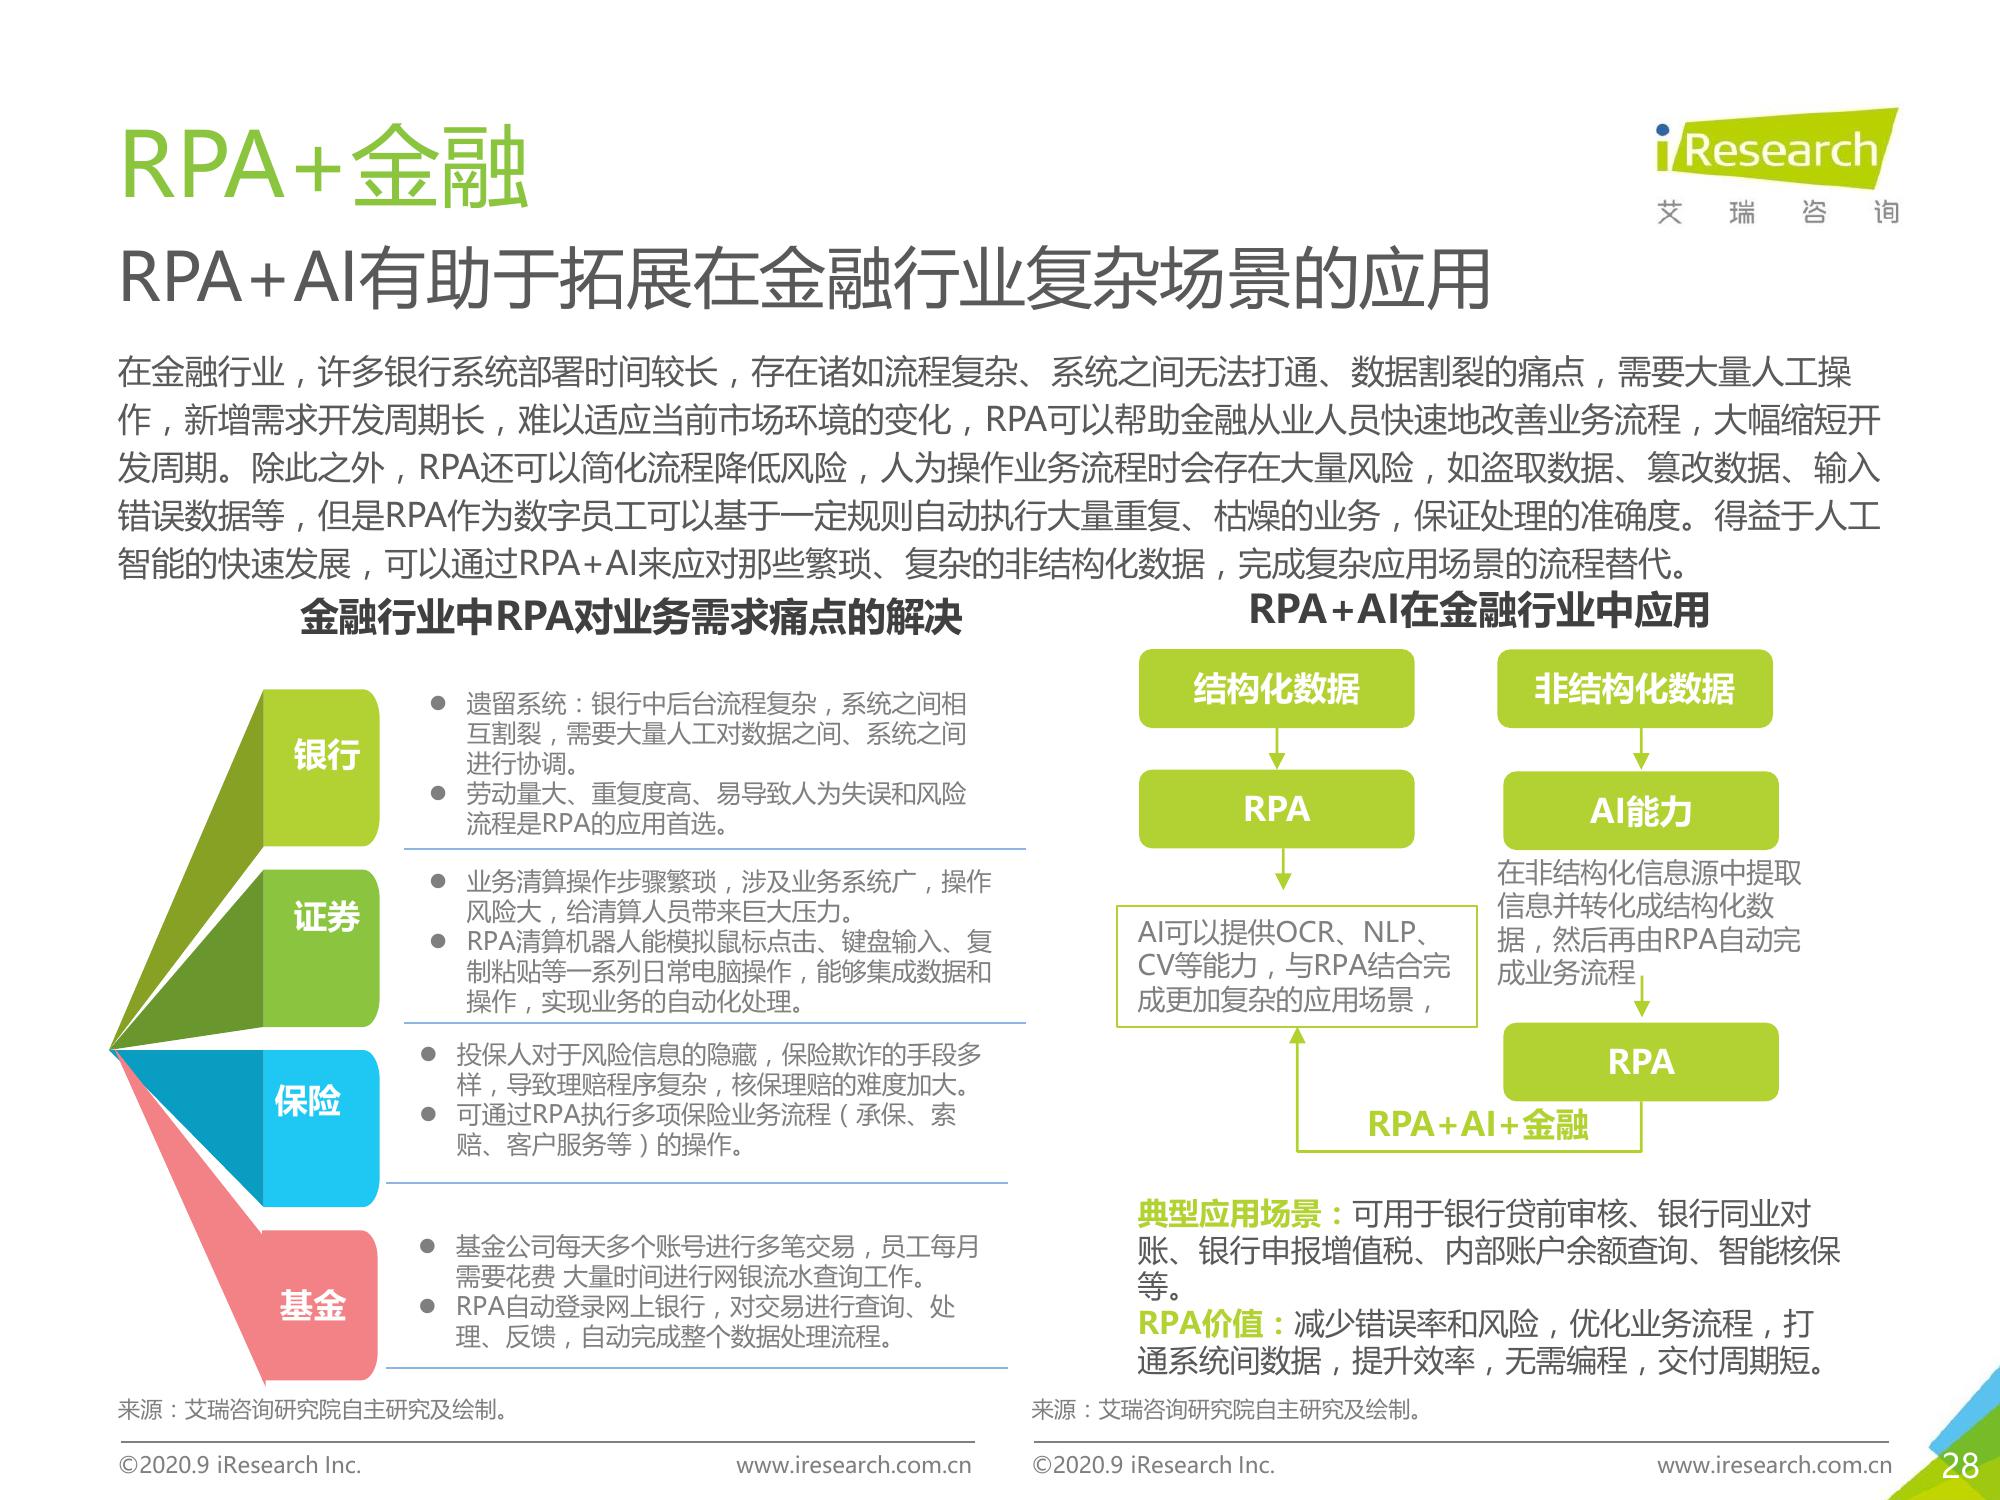 RPA+金融
iResearch
艾瑞咨询
RPA+AI有助于拓展在金融行业复杂场景的应用
在金融行业，许多银行系统部署时间较长，存在诸如流程复杂、系统之间无法打通、数据割裂的痛点，需要大量人工操
作，新增需求开发周期长，难以适应当前市场环境的变化，RPA可以帮助金融从业人员快速地改善业务流程，大幅缩短开
发周期。除此之外，RPA还可以简化流程降低风险，人为操作业务流程时会存在大量风险，如盗取数据、篡改数据、输入
错误数据等，但是RPA作为数字员工可以基于一定规则自动执行大量重复、枯燥的业务，保证处理的准确度。得益于人工
智能的快速发展，可以通过RPA+AI来应对那些繁琐、复杂的非结构化数据，完成复杂应用场景的流程替代。
金融行业中RPA对业务需求痛点的解决
银行
● 遗留系统：银行中后台流程复杂，系统之间相
互割裂，需要大量人工对数据之间、系统之间
进行协调。
● 劳动量大、重复度高、易导致人为失误和风险
流程是RPA的应用首选。
证券
● 业务清算操作步骤繁琐，涉及业务系统广，操作
风险大，给清算人员带来巨大压力。
● RPA清算机器人能模拟鼠标点击、键盘输入、复
制粘贴等一系列日常电脑操作，能够集成数据和
操作，实现业务的自动化处理。
保险
● 投保人对于风险信息的隐藏，保险欺诈的手段多
样，导致理赔程序复杂，核保理赔的难度加大。
● 可通过RPA执行多项保险业务流程（承保、索
赔、客户服务等）的操作。
基金
● 基金公司每天多个账号进行多笔交易，员工每月
需要花费 大量时间进行网银流水查询工作。
● RPA自动登录网上银行，对交易进行查询、处
理、反馈，自动完成整个数据处理流程。
来源：艾瑞咨询研究院自主研究及绘制。
RPA+AI在金融行业中应用
结构化数据
RPA
AI可以提供OCR、NLP、
CV等能力，与RPA结合完
成更加复杂的应用场景，
非结构化数据
AI能力
在非结构化信息源中提取
信息并转化成结构化数
据，然后再由RPA自动完
成业务流程
RPA
RPA+AI+金融
典型应用场景：可用于银行贷前审核、银行同业对
账、银行申报增值税、内部账户余额查询、智能核保
等。
RPA价值：减少错误率和风险，优化业务流程，打
通系统间数据，提升效率，无需编程，交付周期短。
来源：艾瑞咨询研究院自主研究及绘制。
©2020.9 iResearch Inc.
www.iresearch.com.cn
©2020.9 iResearch Inc.
www.iresearch.com.cn
28